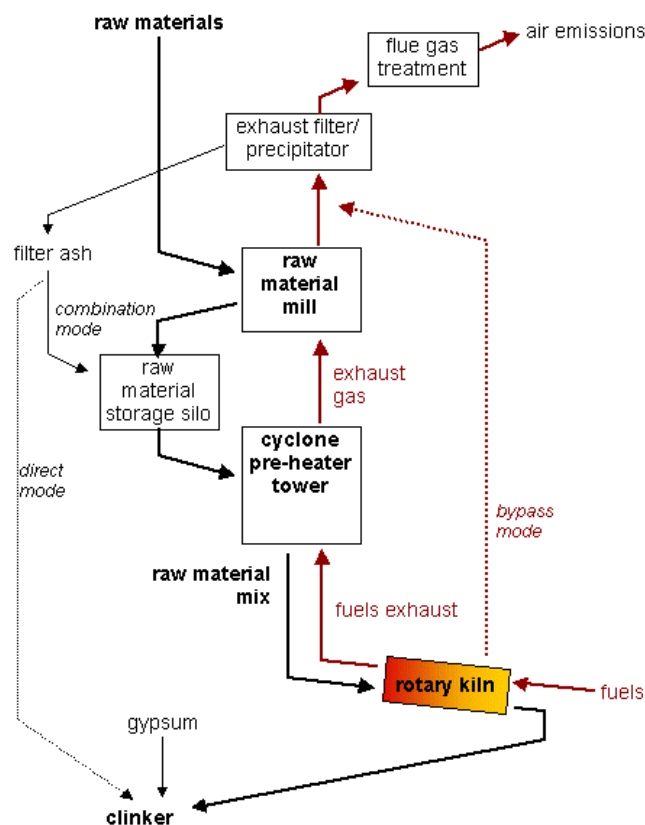 raw materials
air emissions
flue gas
treatment
exhaust filter/
precipitator
filter ash
raw
material
mill
combination
mode
raw
material
storage silo
exhaust
gas
cyclone
pre-heater
tower
direct
mode
bypass
mode
raw material
mix
fuels exhaust
rotary kiln
fuels
gypsum
clinker